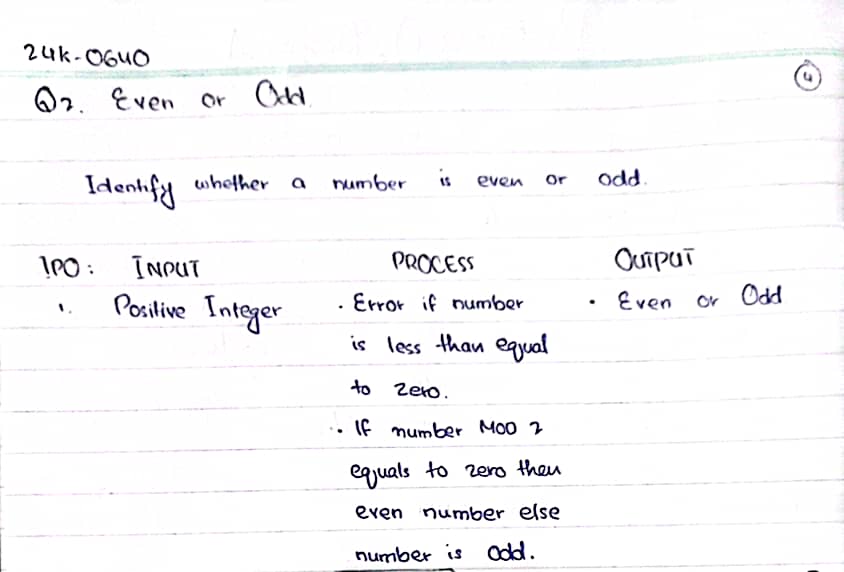 24K-0640
4
Q2. Even or Odd.
Identify whether a number is even or odd.
IPO: INPUT PROCESS OUTPUT
1. Positive Integer · Error if number · Even or Odd
is less than equal
to zero.
· If number MOD 2
equals to zero then
even number else
number is odd.